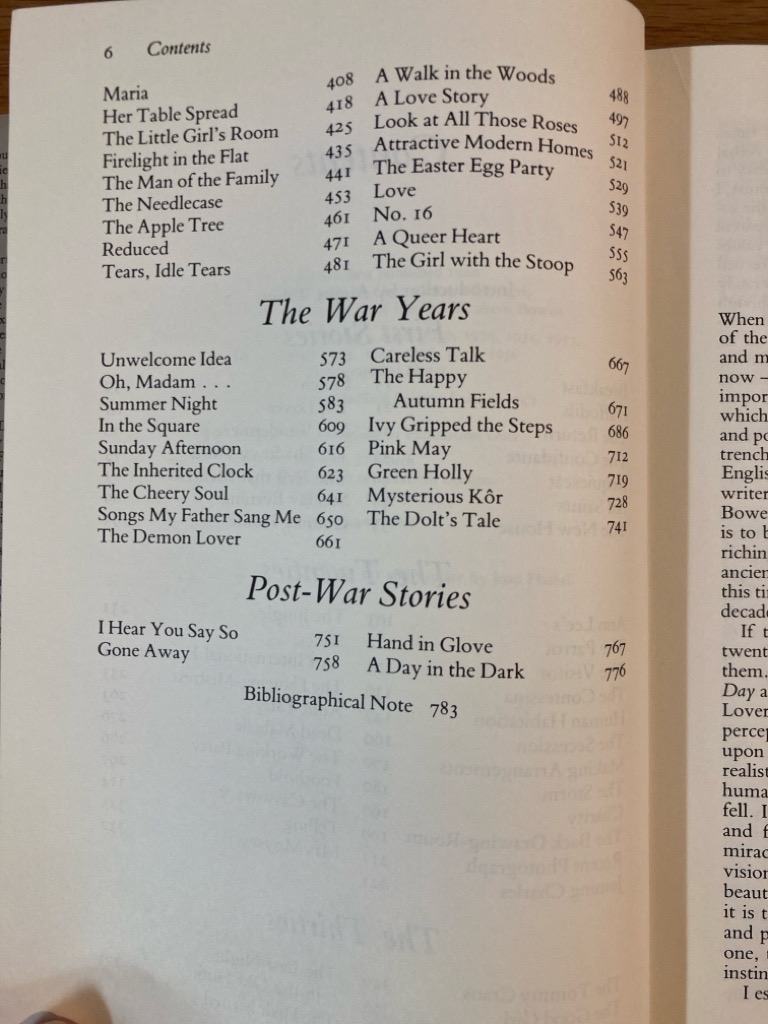 6 Contents
Maria 408
Her Table Spread 418
The Little Girl's Room 425
Firelight in the Flat 435
The Man of the Family 441
The Needlecase 453
The Apple Tree 461
Reduced 471
Tears, Idle Tears 481
A Walk in the Woods 488
A Love Story 497
Look at All Those Roses 512
Attractive Modern Homes 521
The Easter Egg Party 529
Love 539
No. 16 547
A Queer Heart 555
The Girl with the Stoop 563
The War Years
Unwelcome Idea 573
Oh, Madam . . . 578
Summer Night 583
In the Square 609
Sunday Afternoon 616
The Inherited Clock 623
The Cheery Soul 641
Songs My Father Sang Me 650
The Demon Lover 661
Careless Talk 667
The Happy
Autumn Fields 671
Ivy Gripped the Steps 686
Pink May 712
Green Holly 719
Mysterious Kôr 728
The Dolt's Tale 741
Post-War Stories
I Hear You Say So 751
Gone Away 758
Hand in Glove 767
A Day in the Dark 776
Bibliographical Note 783
When
of the
and m
now –
impor
which
and po
trench
Englis
writer
Bowe
is to b
richin
ancien
this ti
decade
If t
twent
them.
Day a
Lover
percep
upon
realist
huma
fell. I
and f
mirac
vision
beaut
it is t
and p
one,
instin
I es